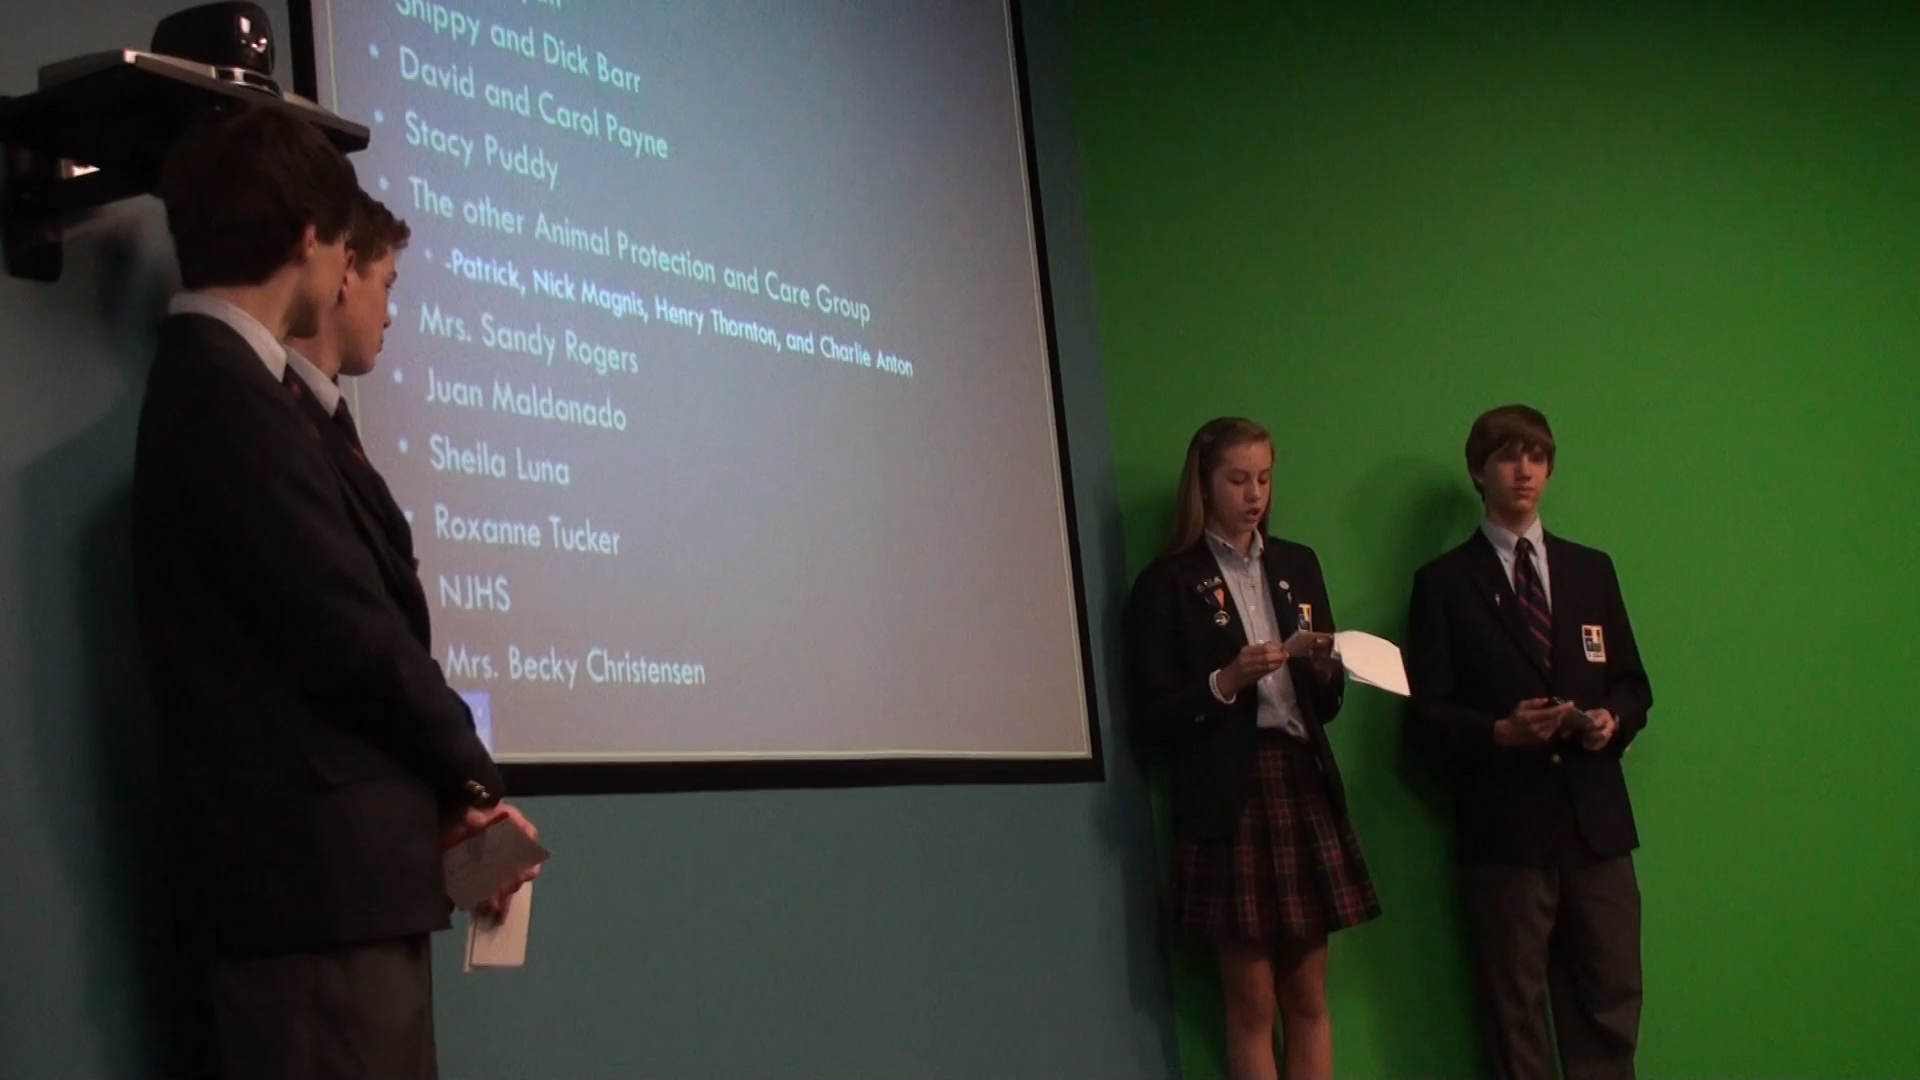 Snippy and Dick Barr
• David and Carol Payne
• Stacy Puddy
• The other Animal Protection and Care Group
• -Patrick, Nick Magnis, Henry Thornton, and Charlie Anton
• Mrs. Sandy Rogers
• Juan Maldonado
• Sheila Luna
• Roxanne Tucker
NJHS
Mrs. Becky Christensen